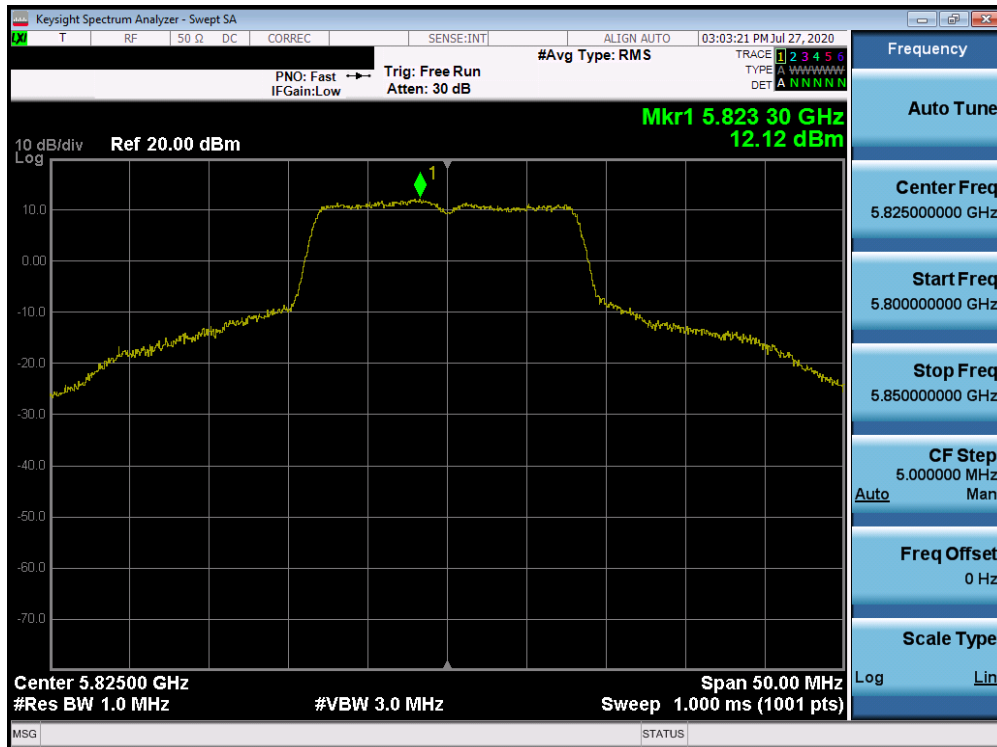 Keysight Spectrum Analyzer - Swept SA
LXI T RF 50 Ω DC CORREC SENSE:INT ALIGN AUTO 03:03:21 PM Jul 27, 2020
#Avg Type: RMS TRACE 1 2 3 4 5 6
PNO: Fast Trig: Free Run TYPE A WWWWW
IFGain:Low Atten: 30 dB DET A N N N N N
Mkr1 5.823 30 GHz
12.12 dBm
10 dB/div Ref 20.00 dBm
Log
1
10.0
0.00
-10.0
-20.0
-30.0
-40.0
-50.0
-60.0
-70.0
Center 5.82500 GHz Span 50.00 MHz
#Res BW 1.0 MHz #VBW 3.0 MHz Sweep 1.000 ms (1001 pts)
MSG STATUS
Frequency
Auto Tune
Center Freq
5.825000000 GHz
Start Freq
5.800000000 GHz
Stop Freq
5.850000000 GHz
CF Step
5.000000 MHz
Auto Man
Freq Offset
0 Hz
Scale Type
Log Lin